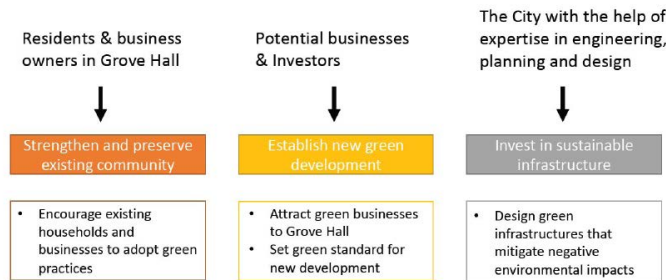 Residents & business
owners in Grove Hall
Potential businesses
& Investors
The City with the help of
expertise in engineering,
planning and design
Strengthen and preserve
existing community
Establish new green
development
Invest in sustainable
infrastructure
• Encourage existing
households and
businesses to adopt green
practices
• Attract green businesses
to Grove Hall
• Set green standard for
new development
• Design green
infrastructures that
mitigate negative
environmental impacts